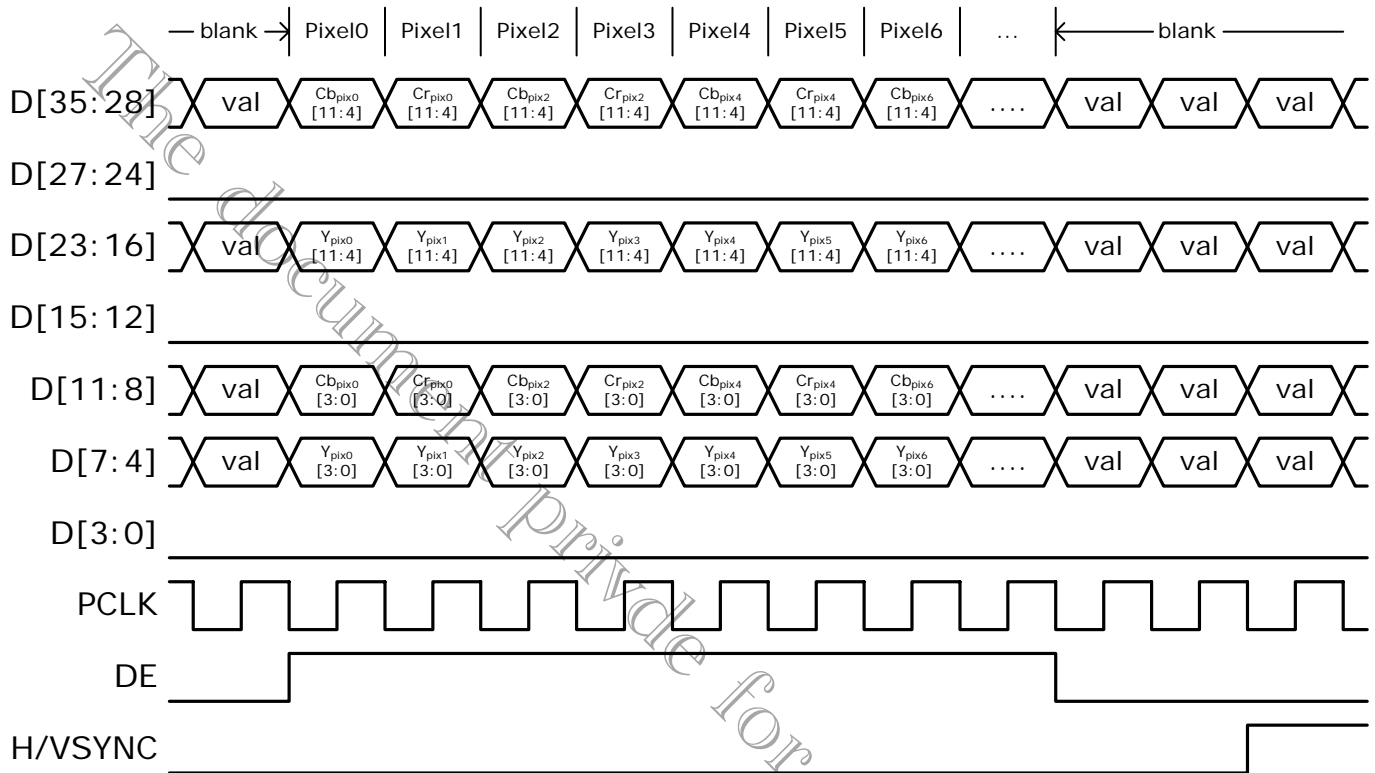 blank Pixel0 Pixel1 Pixel2 Pixel3 Pixel4 Pixel5 Pixel6 ... blank
D[35:28] val Cbpix0 [11:4] Crpix0 [11:4] Cbpix2 [11:4] Crpix2 [11:4] Cbpix4 [11:4] Crpix4 [11:4] Cbpix6 [11:4] .... val val val
D[27:24]
D[23:16] val Ypix0 [11:4] Ypix1 [11:4] Ypix2 [11:4] Ypix3 [11:4] Ypix4 [11:4] Ypix5 [11:4] Ypix6 [11:4] .... val val val
D[15:12]
D[11:8] val Cbpix0 [3:0] Crpix0 [3:0] Cbpix2 [3:0] Crpix2 [3:0] Cbpix4 [3:0] Crpix4 [3:0] Cbpix6 [3:0] .... val val val
D[7:4] val Ypix0 [3:0] Ypix1 [3:0] Ypix2 [3:0] Ypix3 [3:0] Ypix4 [3:0] Ypix5 [3:0] Ypix6 [3:0] .... val val val
D[3:0]
PCLK
DE
H/VSYNC
The document privde for